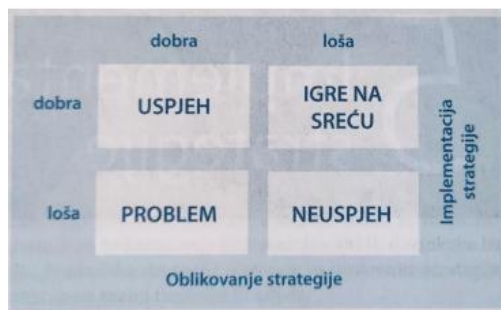 dobra loša
dobra USPJEH IGRE NA
SREĆU
loša PROBLEM NEUSPJEH
Implementacija
strategije
Oblikovanje strategije